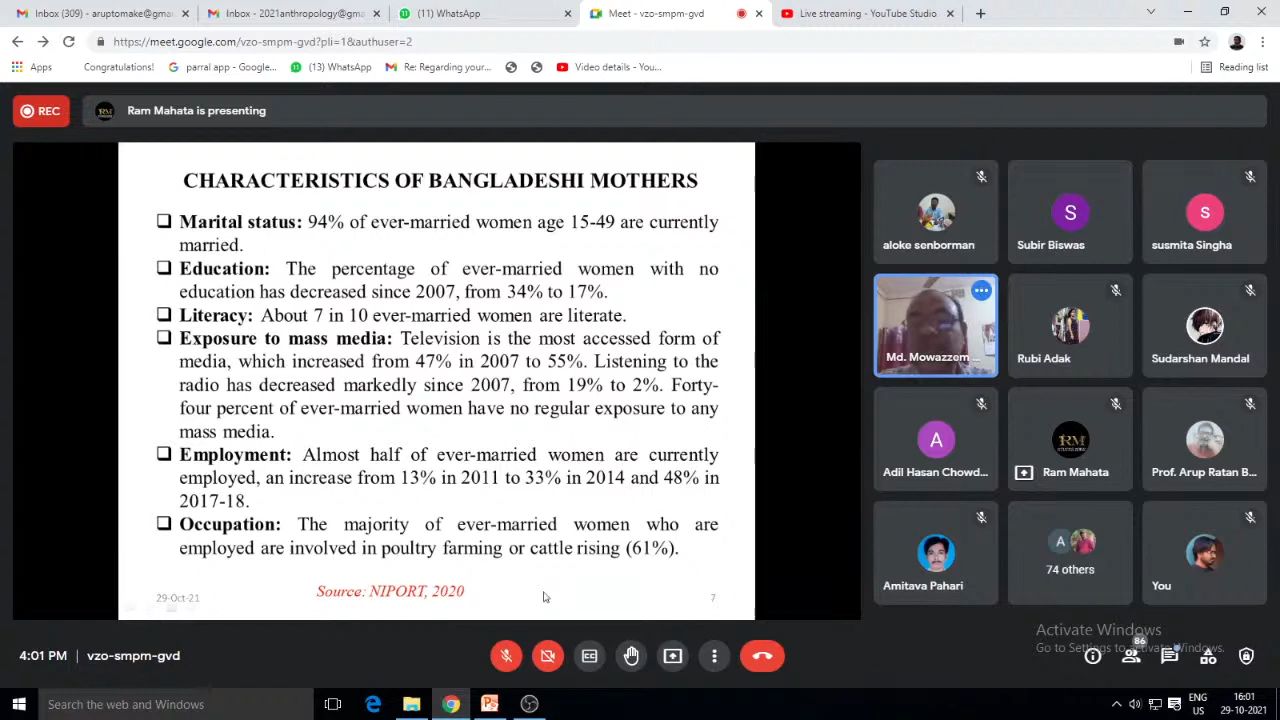 Inbox (309) - aruptomake@gmai
Inbox - 2021anthropology@gma
(11) WhatsApp
Meet - vzo-smpm-gvd
Live streaming - YouTube Studio
https://meet.google.com/vzo-smpm-gvd?pli=1&authuser=2
Apps
Congratulations!
parral app - Google...
(13) WhatsApp
Re: Regarding your...
Video details - You...
Reading list
REC
Ram Mahata is presenting
CHARACTERISTICS OF BANGLADESHI MOTHERS
Marital status: 94% of ever-married women age 15-49 are currently
married.
Education: The percentage of ever-married women with no
education has decreased since 2007, from 34% to 17%.
Literacy: About 7 in 10 ever-married women are literate.
Exposure to mass media: Television is the most accessed form of
media, which increased from 47% in 2007 to 55%. Listening to the
radio has decreased markedly since 2007, from 19% to 2%. Forty-
four percent of ever-married women have no regular exposure to any
mass media.
Employment: Almost half of ever-married women are currently
employed, an increase from 13% in 2011 to 33% in 2014 and 48% in
2017-18.
Occupation: The majority of ever-married women who are
employed are involved in poultry farming or cattle rising (61%).
Source: NIPORT, 2020
29-Oct-21
7
aloke senborman
S
Subir Biswas
s
susmita Singha
Md. Mowazzem ...
Rubi Adak
Sudarshan Mandal
A
Adil Hasan Chowd...
RM
Ram Mahata
Prof. Arup Ratan B...
Amitava Pahari
A
74 others
You
Activate Windows
Go to Settings to activate Windows.
4:01 PM | vzo-smpm-gvd
86
Search the web and Windows
ENG
US
16:01
29-10-2021